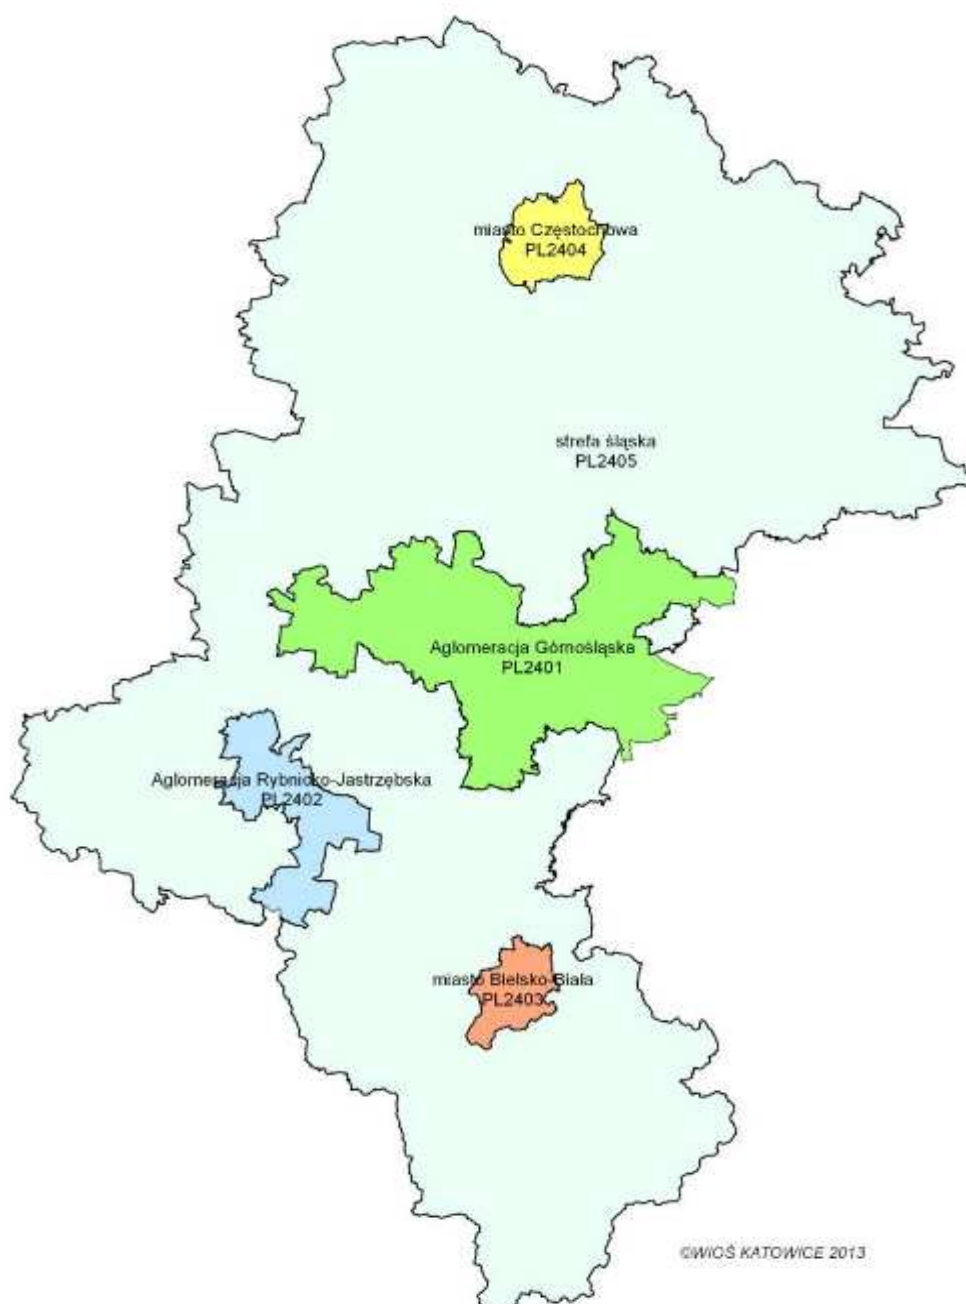 miasto Częstochowa
PL2404
strefa śląska
PL2405
Aglomeracja Górnośląska
PL2401
Aglomeracja Rybnicko-Jastrzębska
PL2402
miasto Bielsko-Biała
PL2403
©WIOŚ KATOWICE 2013